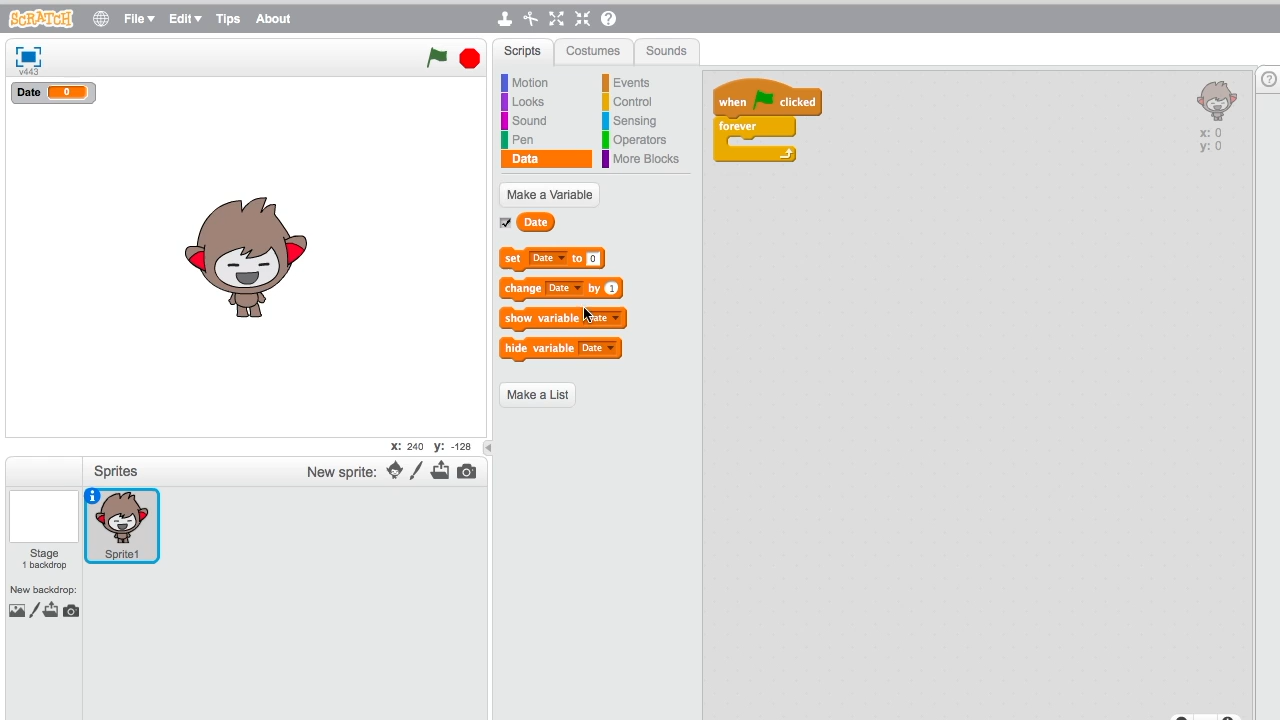 SCRATCH File Edit Tips About
v443
Date 0
x: 240 y: -128
Sprites New sprite:
Sprite1
Stage
1 backdrop
New backdrop:
Scripts Costumes Sounds
Motion Events
Looks Control
Sound Sensing
Pen Operators
Data More Blocks
Make a Variable
Date
set Date to 0
change Date by 1
show variable
hide variable Date
Make a List
when clicked
forever
x: 0
y: 0